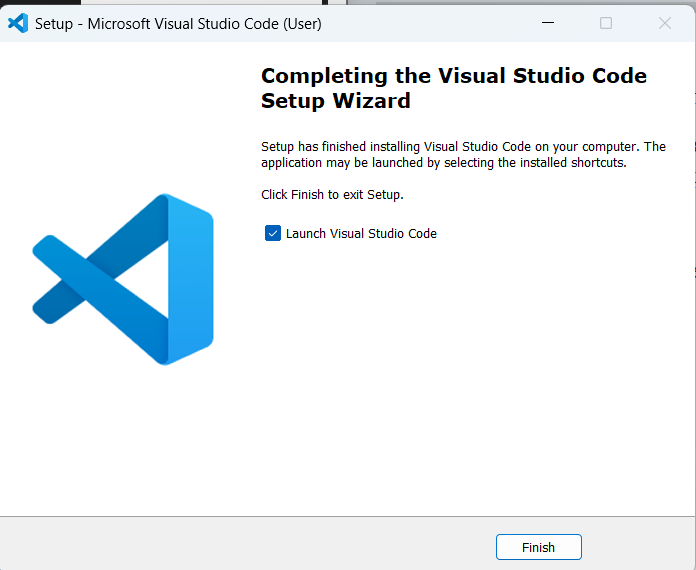 Setup - Microsoft Visual Studio Code (User)
Completing the Visual Studio Code
Setup Wizard
Setup has finished installing Visual Studio Code on your computer. The
application may be launched by selecting the installed shortcuts.
Click Finish to exit Setup.
Launch Visual Studio Code
Finish